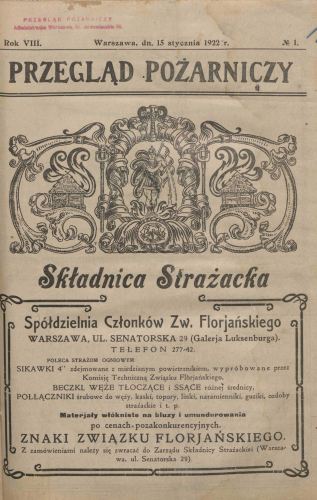 PRZEGLĄD POŻARNICZY
Rok VIII.
Warszawa, dn. 15 stycznia 1922 r.
№ 1.
PRZEGLĄD POŻARNICZY
Składnica Strażacka
Spółdzielnia Członków Zw. Florjańskiego
WARSZAWA, UL. SENATORSKA 29 (Galerja Luksenburga).
TELEFON 277-42.
POLECA STRAŻOM OGNIOWYM:
SIKAWKI 4" zdejmowane z miedzianym powietrznikiem, wypróbowane przez
Komisję Techniczną Związku Florjańskiego,
BECZKI, WĘŻE TŁOCZĄCE i SSĄCE różnej średnicy,
POŁĄCZNIKI śrubowe do węży, kaski, topory, linki, naramienniki, guziki, ozdoby
strażackie i t. p.
Materjały włókniste na bluzy i umundurowania
po cenach pozakonkurencyjnych.
ZNAKI ZWIĄZKU FLORJAŃSKIEGO.
Z zamówieniami należy się zwracać do Zarządu Składnicy Strażackiej (Warsza-
wa, ul. Senatorska 29).